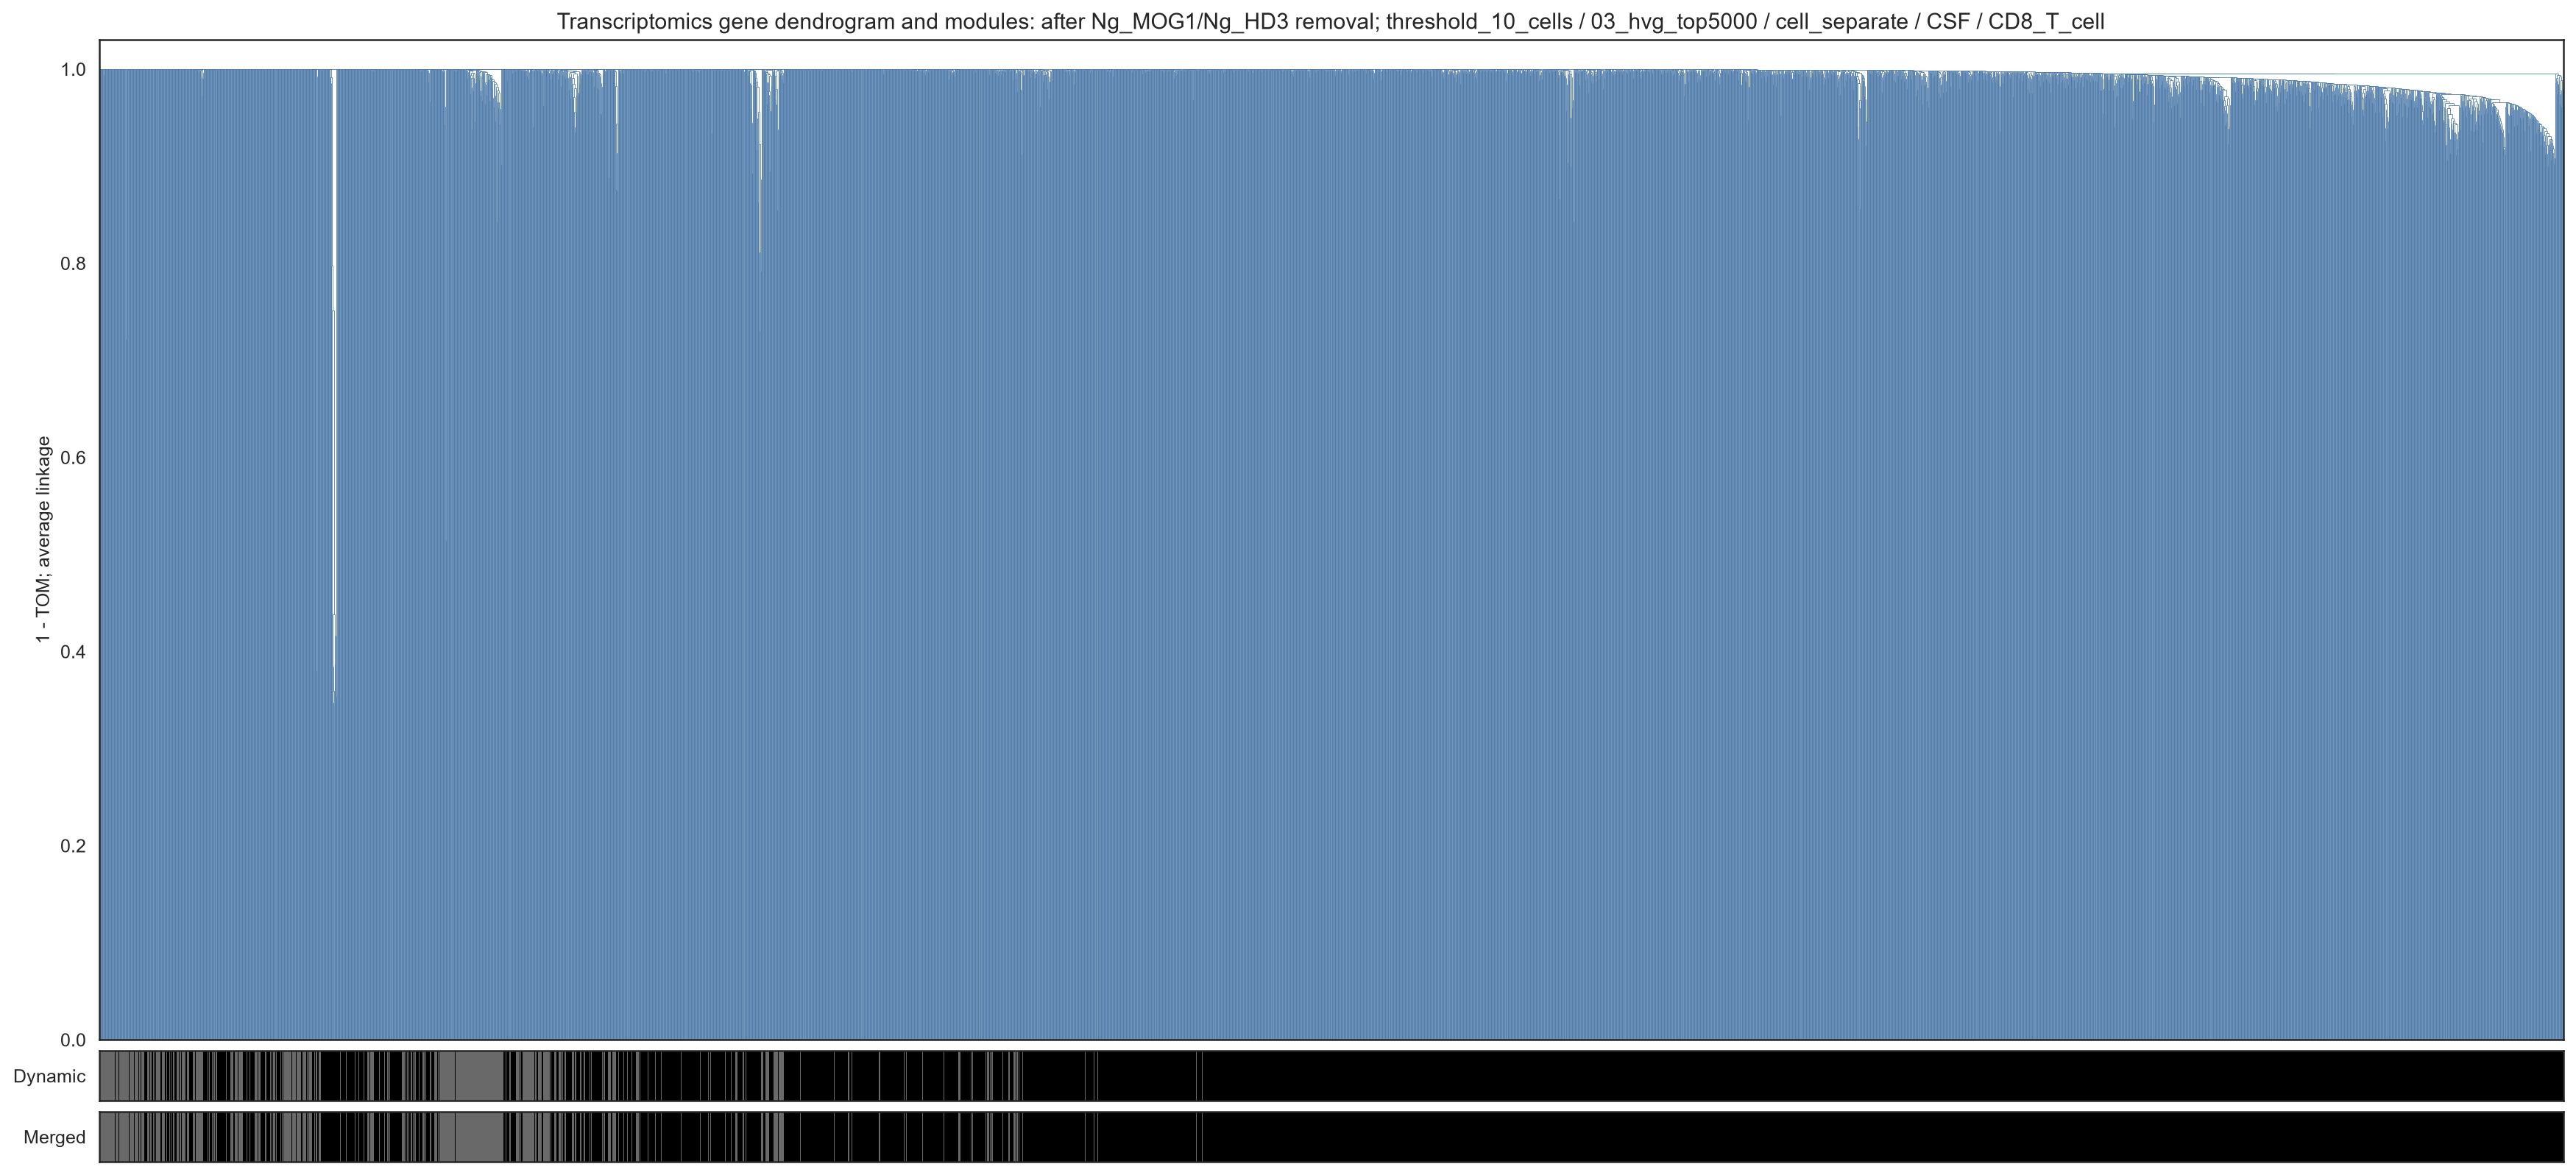 Transcriptomics gene dendrogram and modules: after Ng_MOG1/Ng_HD3 removal; threshold_10_cells / 03_hvg_top5000 / cell_separate / CSF / CD8_T_cell
1.0
0.8
0.6
0.4
0.2
0.0
1 - TOM; average linkage
Dynamic
Merged